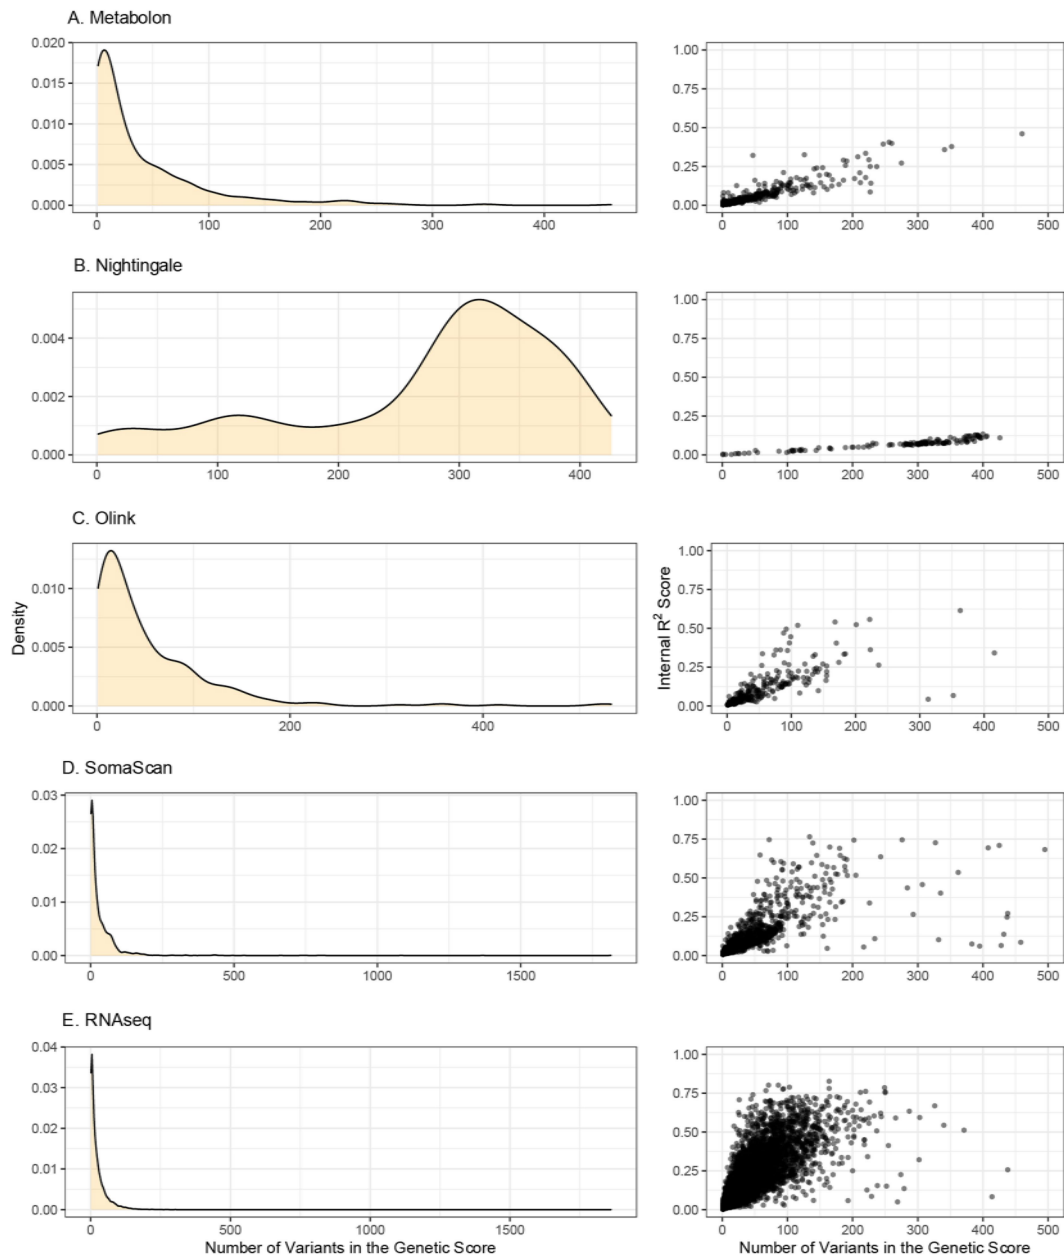 A. Metabolon
0.020
0.015
0.010
0.005
0.000
0 100 200 300 400
1.00
0.75
0.50
0.25
0.00
0 100 200 300 400 500
B. Nightingale
0.004
0.002
0.000
0 100 200 300 400
1.00
0.75
0.50
0.25
0.00
0 100 200 300 400 500
C. Olink
Density
0.010
0.005
0.000
0 200 400
Internal R² Score
1.00
0.75
0.50
0.25
0.00
0 100 200 300 400 500
D. SomaScan
0.03
0.02
0.01
0.00
0 500 1000 1500
1.00
0.75
0.50
0.25
0.00
0 100 200 300 400 500
E. RNAseq
0.04
0.03
0.02
0.01
0.00
0 500 1000 1500
Number of Variants in the Genetic Score
1.00
0.75
0.50
0.25
0.00
0 100 200 300 400 500
Number of Variants in the Genetic Score